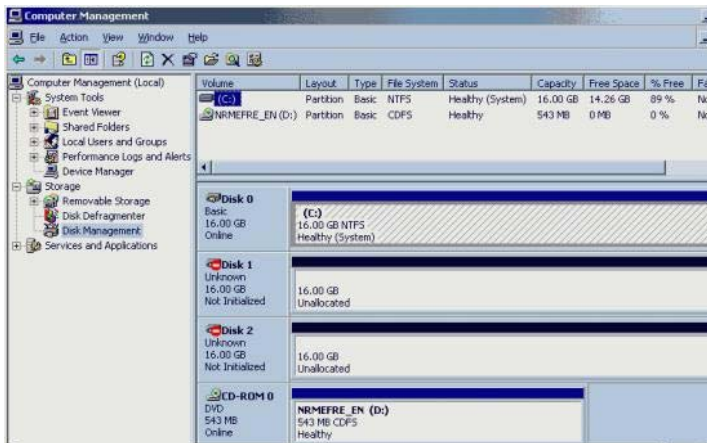 Computer Management
File Action View Window Help
Computer Management (Local)
System Tools
Event Viewer
Shared Folders
Local Users and Groups
Performance Logs and Alerts
Device Manager
Storage
Removable Storage
Disk Defragmenter
Disk Management
Services and Applications
Volume Layout Type File System Status Capacity Free Space % Free Fa
(C:) Partition Basic NTFS Healthy (System) 16.00 GB 14.26 GB 89 % No
NRMEFRE_EN (D:) Partition Basic CDFS Healthy 543 MB 0 MB 0 % No
Disk 0
Basic
16.00 GB
Online
(C:)
16.00 GB NTFS
Healthy (System)
Disk 1
Unknown
16.00 GB
Not Initialized
16.00 GB
Unallocated
Disk 2
Unknown
16.00 GB
Not Initialized
16.00 GB
Unallocated
CD-ROM 0
DVD
543 MB
Online
NRMEFRE_EN (D:)
543 MB CDFS
Healthy